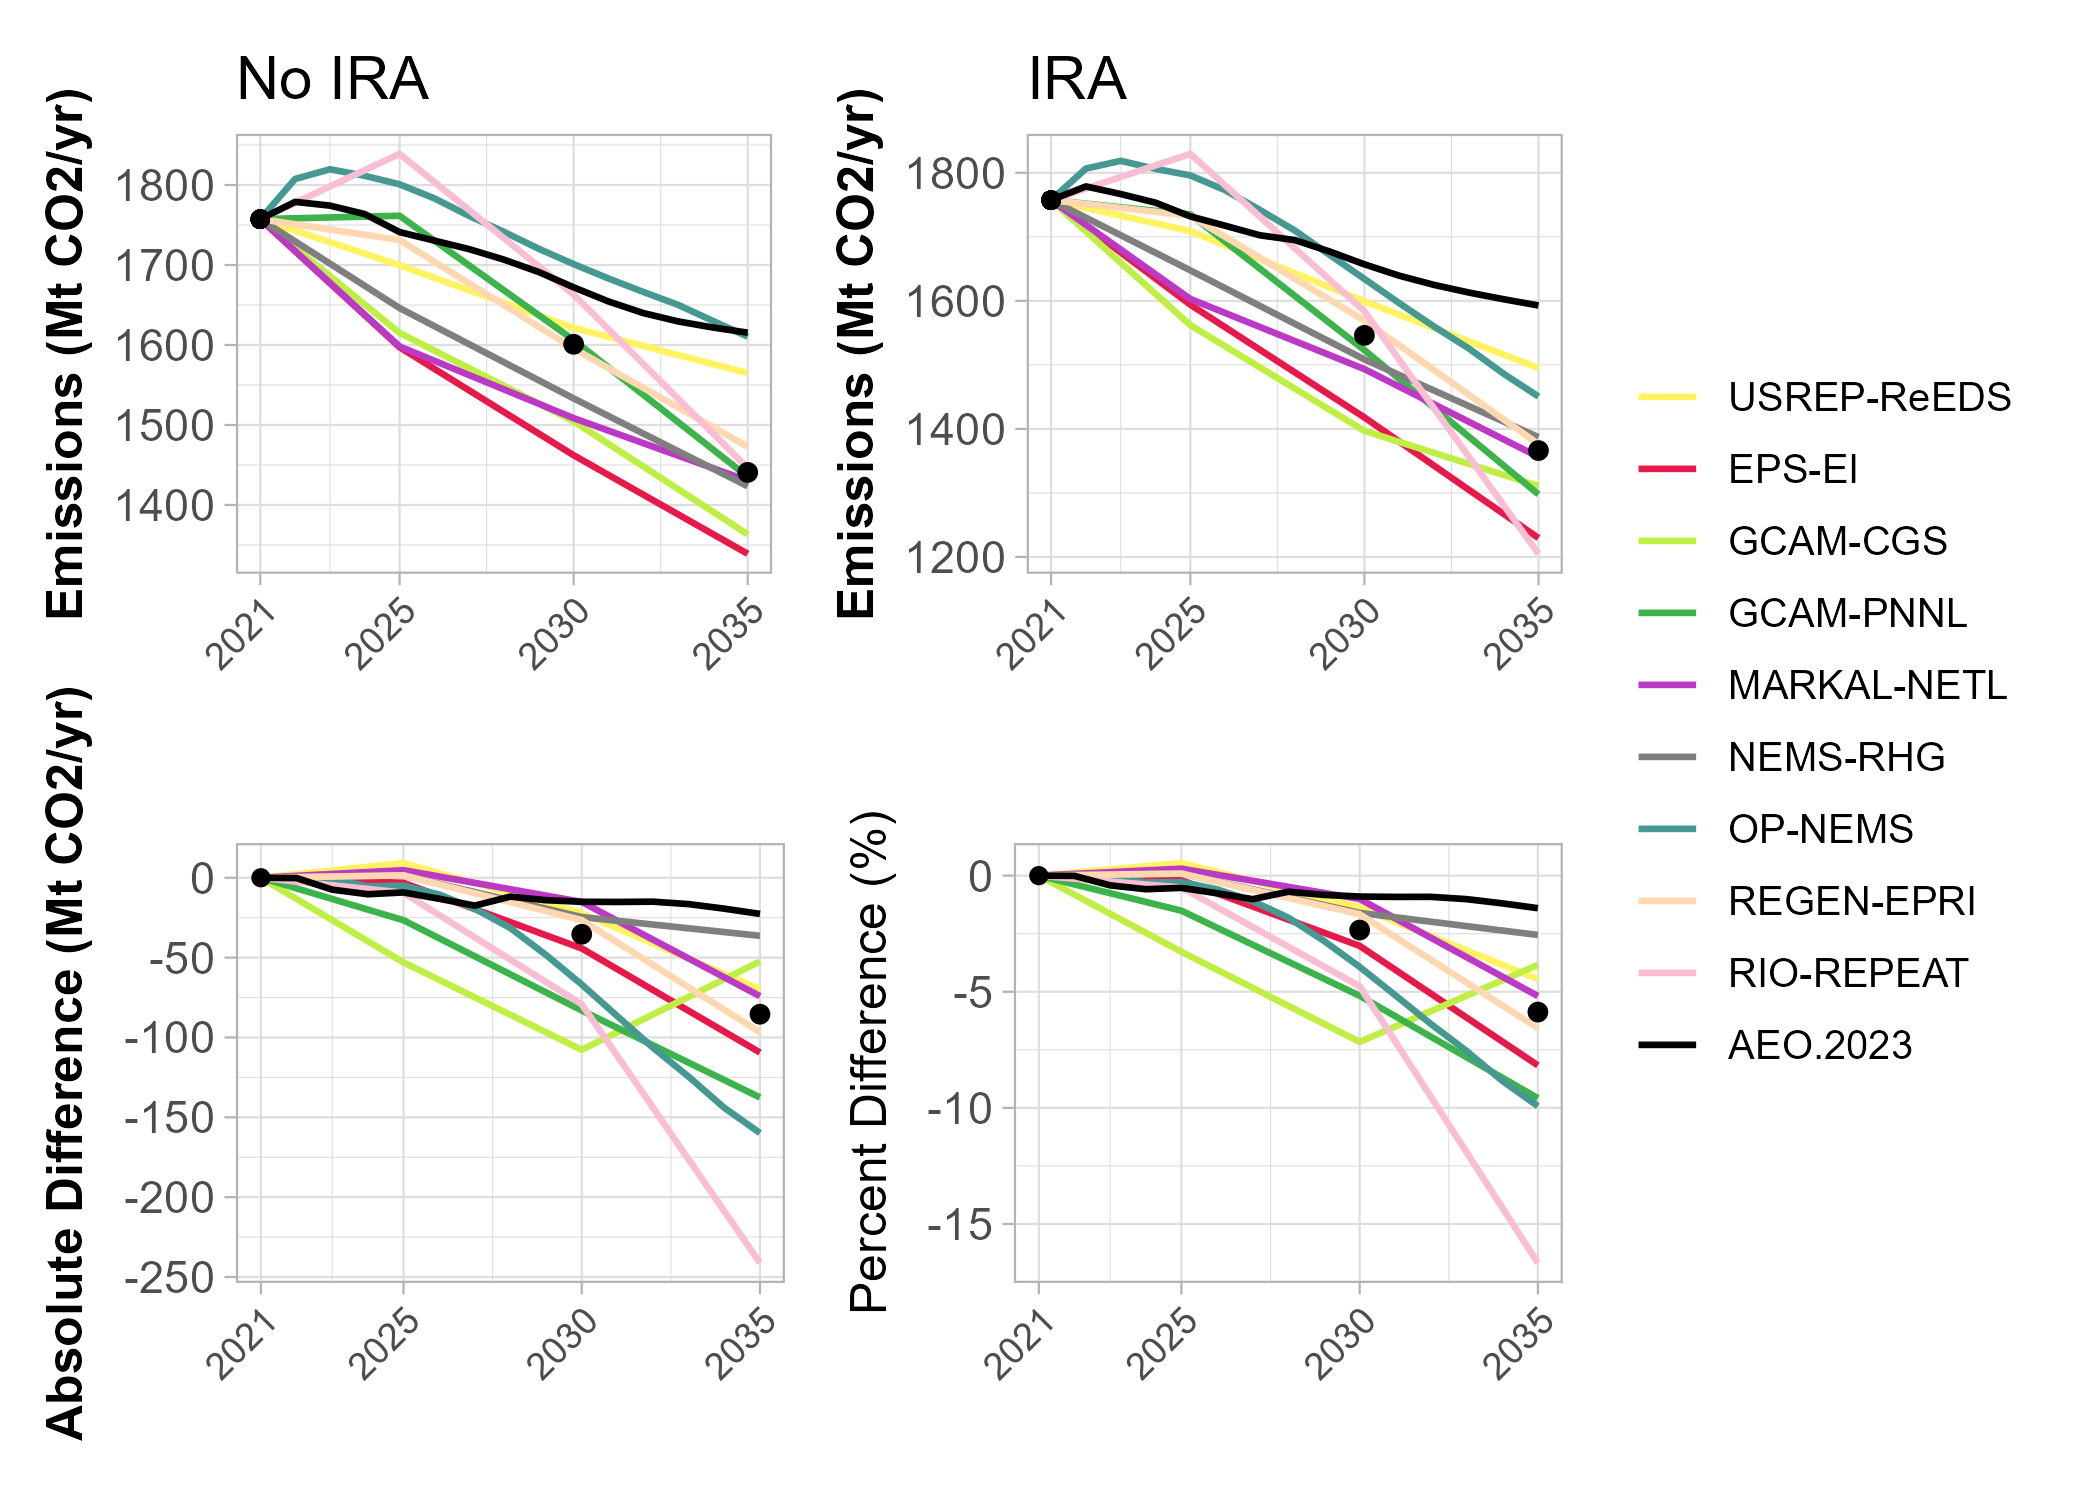 No IRA
Emissions (Mt CO2/yr)
1800
1700
1600
1500
1400
2021
2025
2030
2035
IRA
Emissions (Mt CO2/yr)
1800
1600
1400
1200
2021
2025
2030
2035
Absolute Difference (Mt CO2/yr)
0
-50
-100
-150
-200
-250
2021
2025
2030
2035
Percent Difference (%)
0
-5
-10
-15
2021
2025
2030
2035
USREP-ReEDS
EPS-EI
GCAM-CGS
GCAM-PNNL
MARKAL-NETL
NEMS-RHG
OP-NEMS
REGEN-EPRI
RIO-REPEAT
AEO.2023